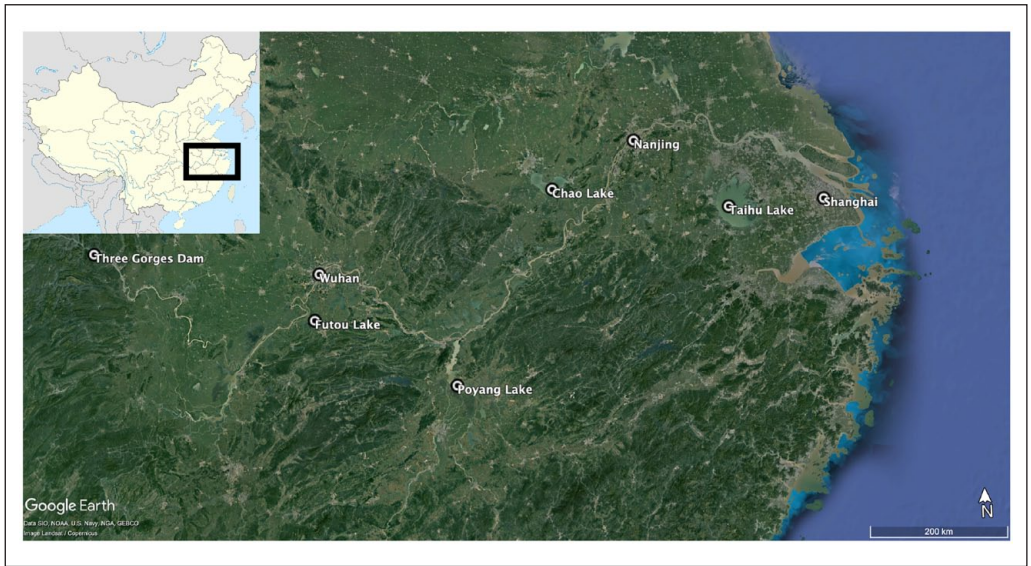 Nanjing
Chao Lake
Taihu Lake
Shanghai
Three Gorges Dam
Wuhan
Futou Lake
Poyang Lake
Google Earth
Data SIO, NOAA, U.S. Navy, NGA, GEBCO
Image Landsat / Copernicus
N
200 km